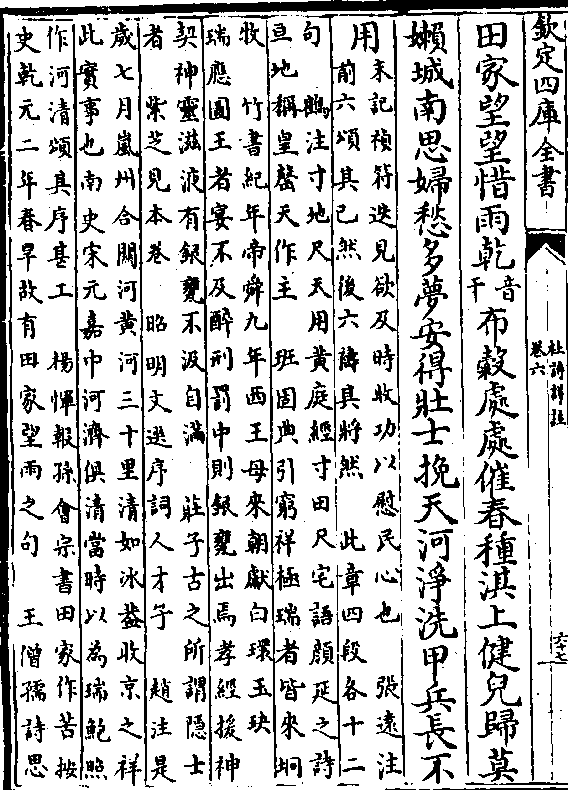 欽定四庫全書
杜詩詳註
卷六
六十七
田家望望惜雨乾音干布穀處處催春種淇上健兒歸莫
嬾城南思婦愁多夢安得壯士挽天河淨洗甲兵長不
用
末記禎符迭見欲及時收功以慰民心也　張遠注
前六頌其已然後六禱其將然　此章四段各十二
句　鶴注寸地尺天用黄庭經寸田尺宅語顔延之詩
亘地稱皇罄天作主　班固典引窮祥極瑞者皆來坰
牧　竹書紀年帝舜九年西王母來朝獻白環玉玦
瑞應圖王者宴不及醉刑罰中則銀甕出焉孝經援神
契神靈滋液有銀甕不汲自滿　莊子古之所謂隱士
者　紫芝見本卷　昭明文選序詞人才子　趙注是
歲七月嵐州合關河黄河三十里清如冰蓋收京之祥
此實事也南史宋元嘉中河濟俱清當時以為瑞鮑照
作河清頌其序甚工　楊惲報孫會宗書田家作苦按
史乾元二年春旱故有田家望雨之句　王僧孺詩思